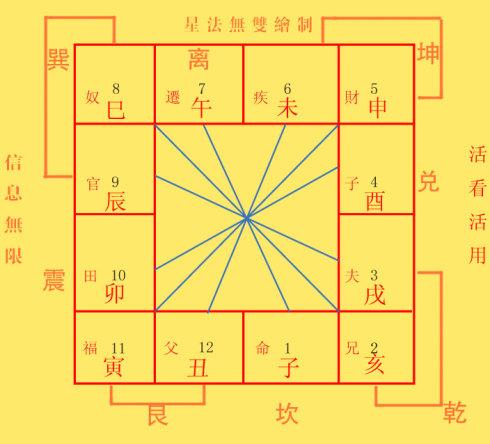 星法無雙繪制
巽 离 坤
奴 8 巳
遷 7 午
疾 6 未
財 5 申
官 9 辰
子 4 酉
兑
信息無限
活看活用
震
田 10 卯
夫 3 戌
福 11 寅
父 12 丑
命 1 子
兄 2 亥
艮 坎 乾